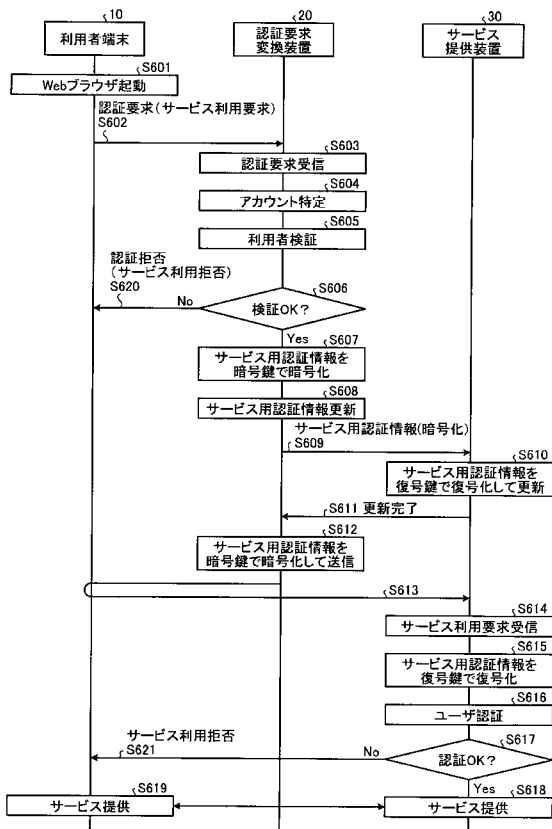 10
利用者端末
20
認証要求
変換装置
30
サービス
提供装置
S601
Webブラウザ起動
認証要求(サービス利用要求)
S602
S603
認証要求受信
S604
アカウント特定
S605
利用者検証
認証拒否
(サービス利用拒否)
S620
No
S606
検証OK?
Yes
S607
サービス用認証情報を
暗号鍵で暗号化
S608
サービス用認証情報更新
サービス用認証情報(暗号化)
S609
S610
サービス用認証情報を
復号鍵で復号化して更新
S611 更新完了
S612
サービス用認証情報を
暗号鍵で暗号化して送信
S613
S614
サービス利用要求受信
S615
サービス用認証情報を
復号鍵で復号化
S616
ユーザ認証
サービス利用拒否
S621
No
S617
認証OK?
Yes
S619
サービス提供
S618
サービス提供